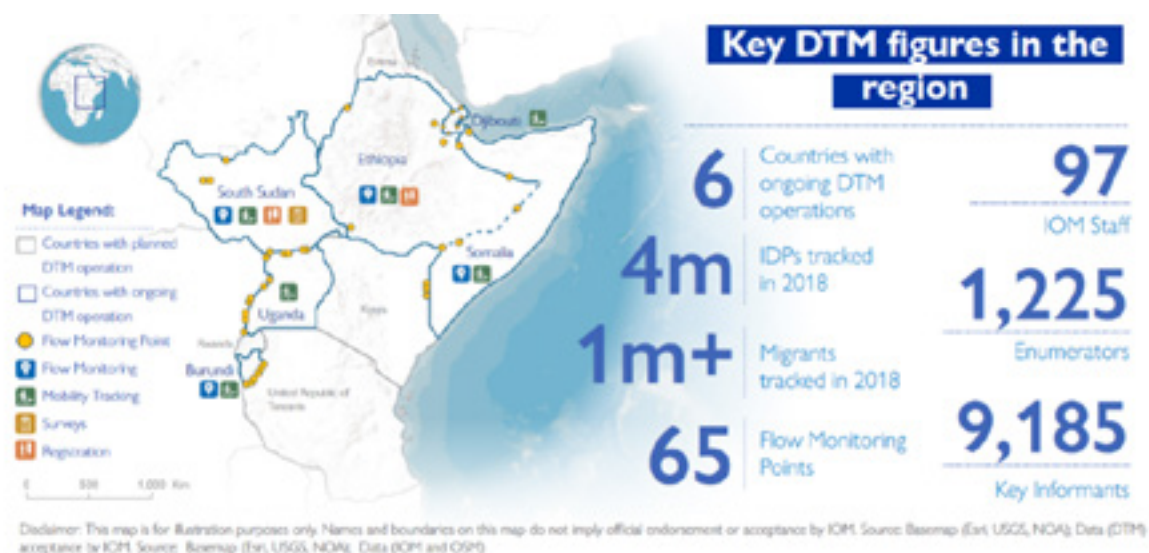 Key DTM figures in the
region
6
Countries with
ongoing DTM
operations
97
IOM Staff
4m
IDPs tracked
in 2018
1,225
Enumerators
1m+
Migrants
tracked in 2018
9,185
Key Informants
65
Flow Monitoring
Points
Eritrea
Djibouti
Ethiopia
South Sudan
Somalia
Uganda
Kenya
Rwanda
Burundi
United Republic of
Tanzania
Map Legend:
Countries with planned
DTM operation
Countries with ongoing
DTM operation
Flow Monitoring Point
Flow Monitoring
Mobility Tracking
Surveys
Registration
0 500 1,000 Km
Disclaimer: This map is for illustration purposes only. Names and boundaries on this map do not imply official endorsement or acceptance by IOM. Source: Basemap (Esri, USGS, NOAA); Data (DTM)
acceptance by IOM. Source: Basemap (Esri, USGS, NOAA); Data (IOM and OSM)